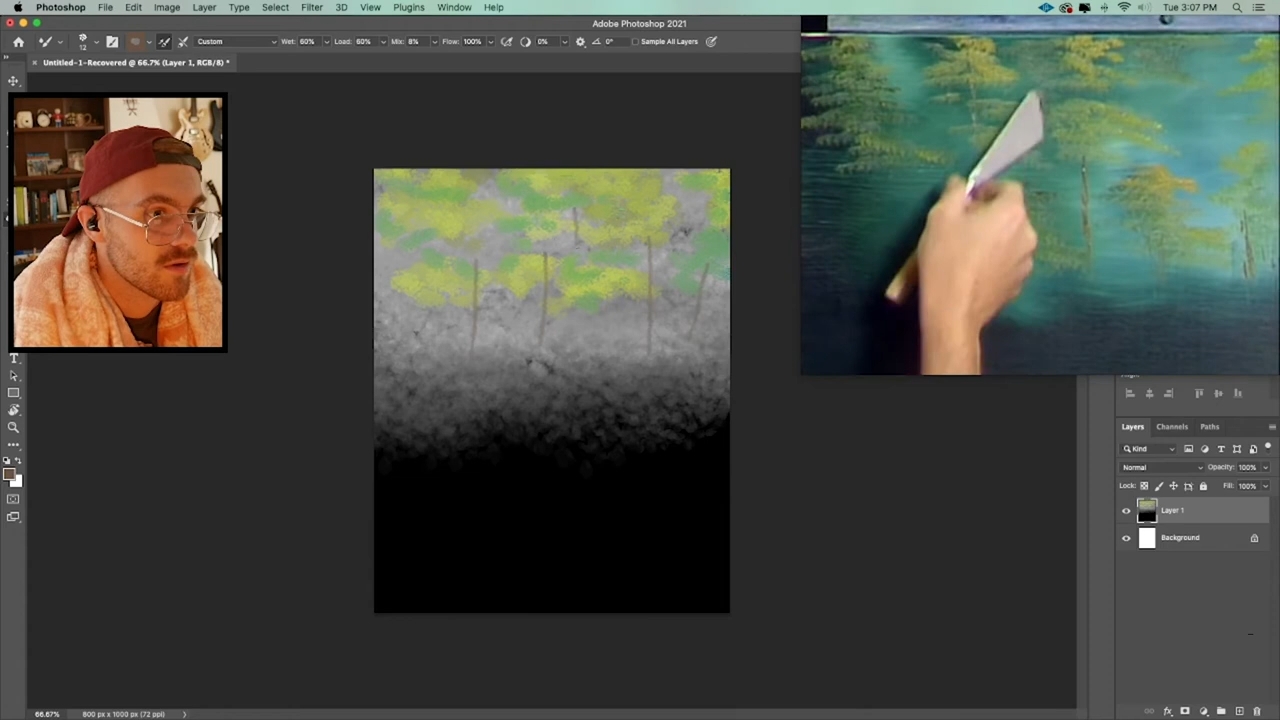 Photoshop File Edit Image Layer Type Select Filter 3D View Plugins Window Help Tue 3:07 PM
Adobe Photoshop 2021
12 Custom Wet: 60% Load: 60% Mix: 8% Flow: 100% 0% 0° Sample All Layers
Untitled-1-Recovered @ 66.7% (Layer 1, RGB/8) *
Layers Channels Paths
Kind
Normal Opacity: 100%
Lock: Fill: 100%
Layer 1
Background
66.67% 800 px x 1000 px (72 ppi)